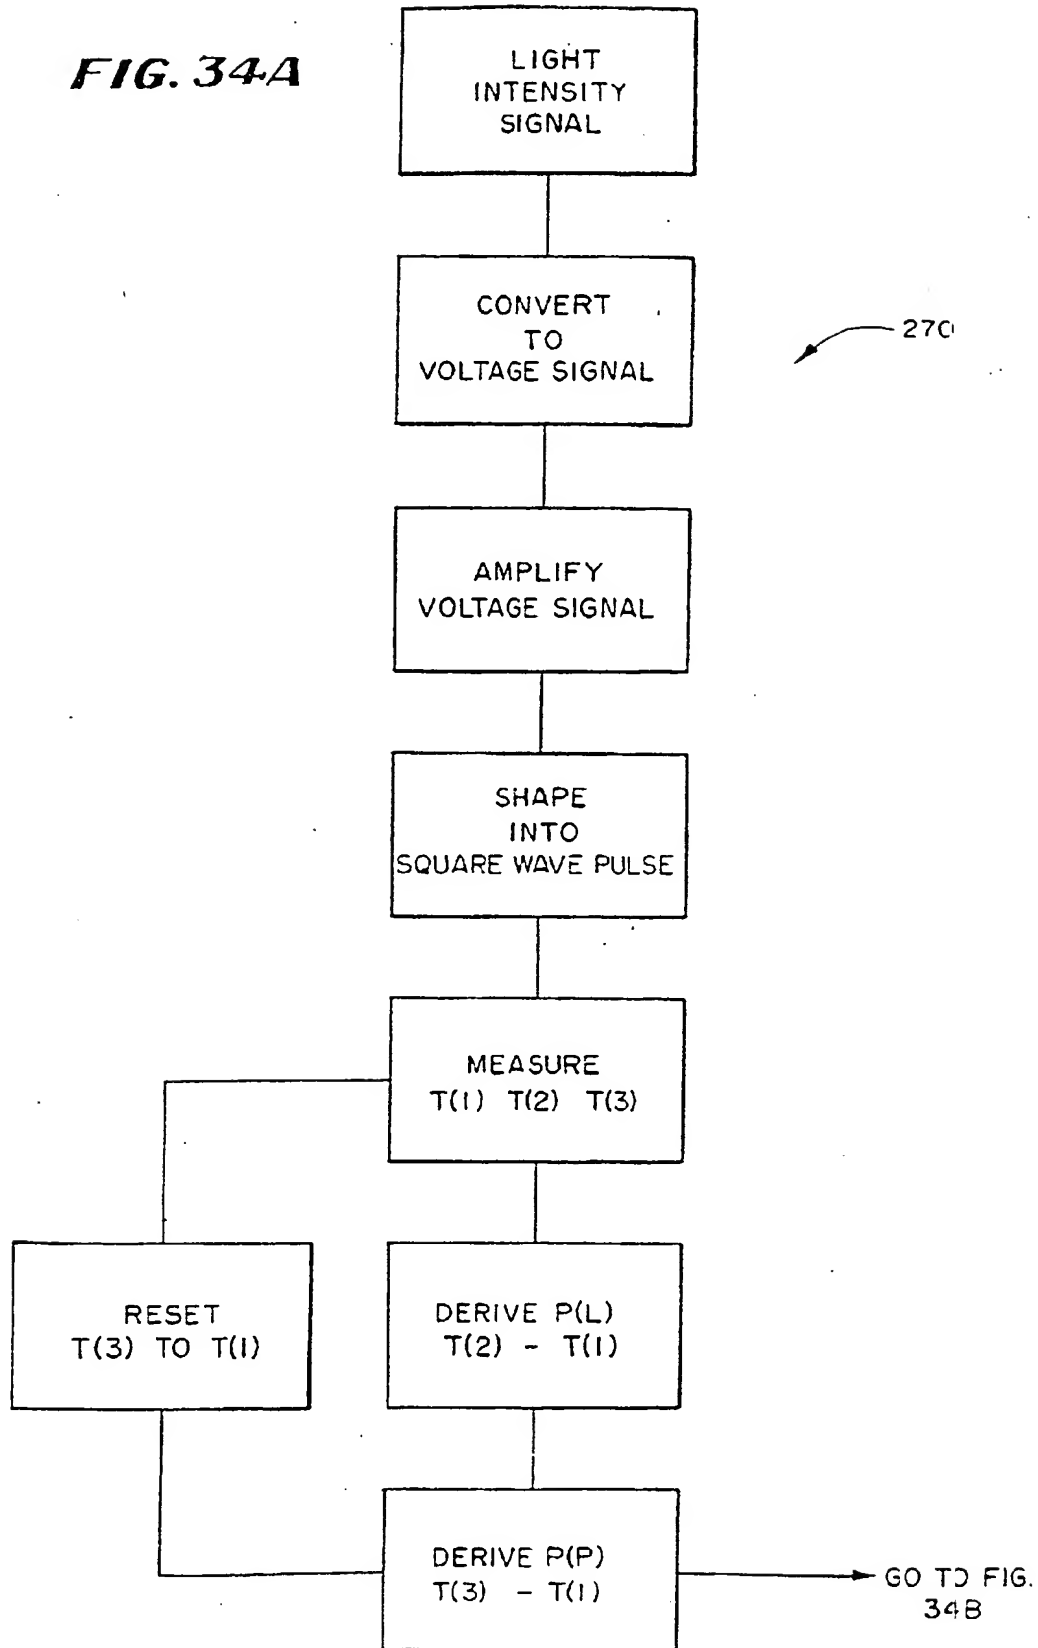 FIG. 34A
LIGHT
INTENSITY
SIGNAL
CONVERT
TO
VOLTAGE SIGNAL
270
AMPLIFY
VOLTAGE SIGNAL
SHAPE
INTO
SQUARE WAVE PULSE
MEASURE
T(1) T(2) T(3)
RESET
T(3) TO T(1)
DERIVE P(L)
T(2) - T(1)
DERIVE P(P)
T(3) - T(1)
GO TO FIG.
34B